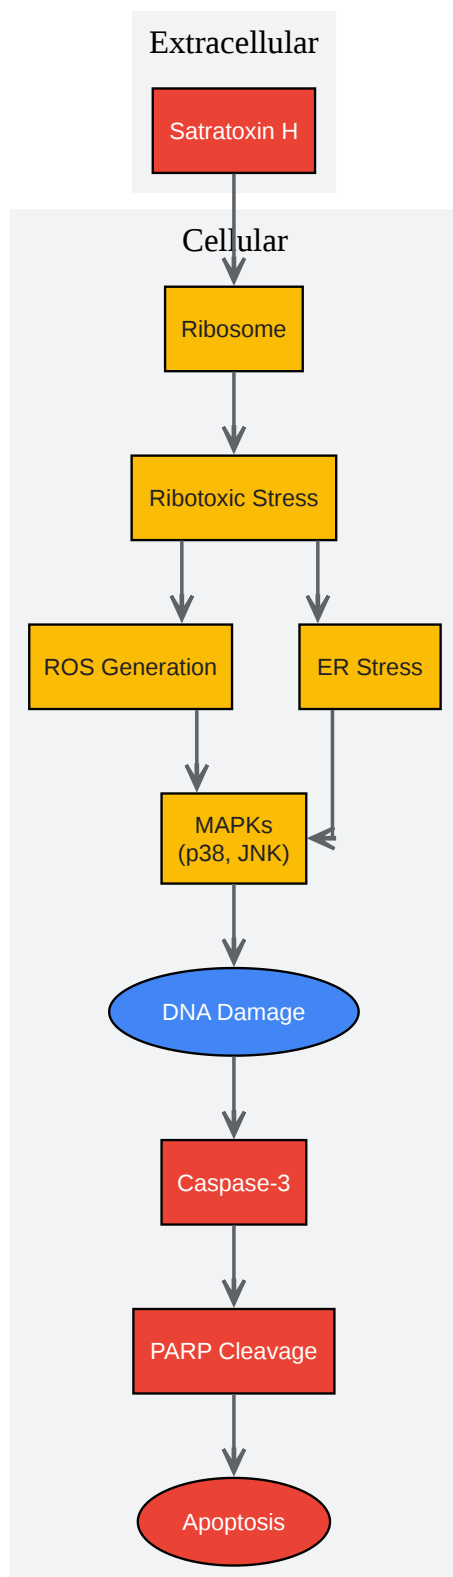 Extracellular
Satratoxin H
Cellular
Ribosome
Ribotoxic Stress
ROS Generation
ER Stress
MAPKs
(p38, JNK)
DNA Damage
Caspase-3
PARP Cleavage
Apoptosis